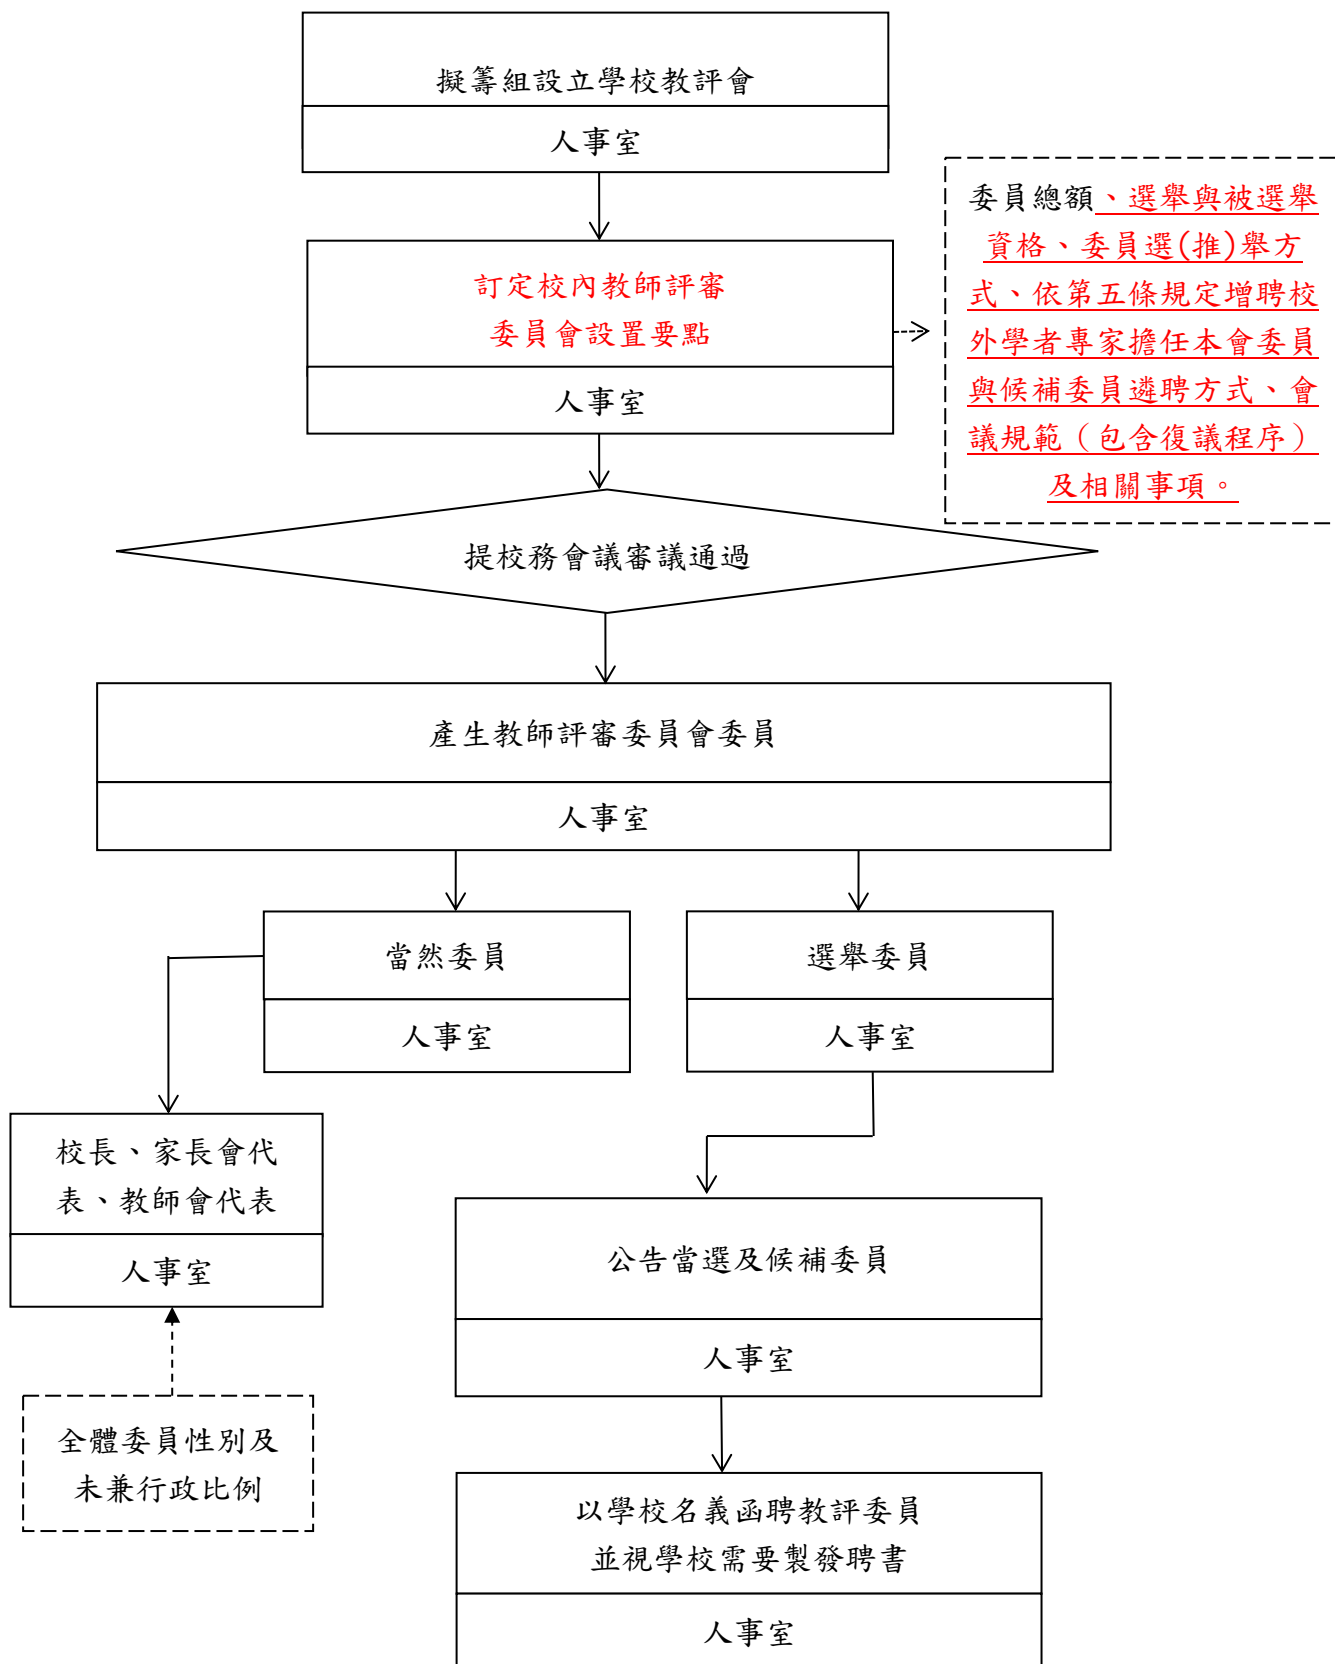 擬籌組設立學校教評會
人事室
訂定校內教師評審
委員會設置要點
人事室
委員總額、選舉與被選舉
資格、委員選(推)舉方
式、依第五條規定增聘校
外學者專家擔任本會委員
與候補委員遴聘方式、會
議規範（包含復議程序）
及相關事項。
提校務會議審議通過
產生教師評審委員會委員
人事室
當然委員
人事室
選舉委員
人事室
校長、家長會代
表、教師會代表
人事室
全體委員性別及
未兼行政比例
公告當選及候補委員
人事室
以學校名義函聘教評委員
並視學校需要製發聘書
人事室